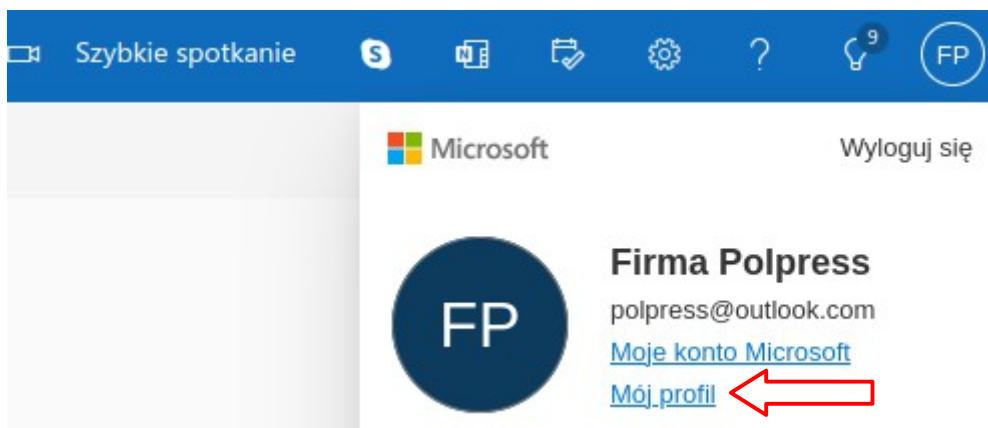 Szybkie spotkanie
S
N
?
9
FP
Microsoft
Wyloguj się
FP
Firma Polpress
polpress@outlook.com
Moje konto Microsoft
Mój profil